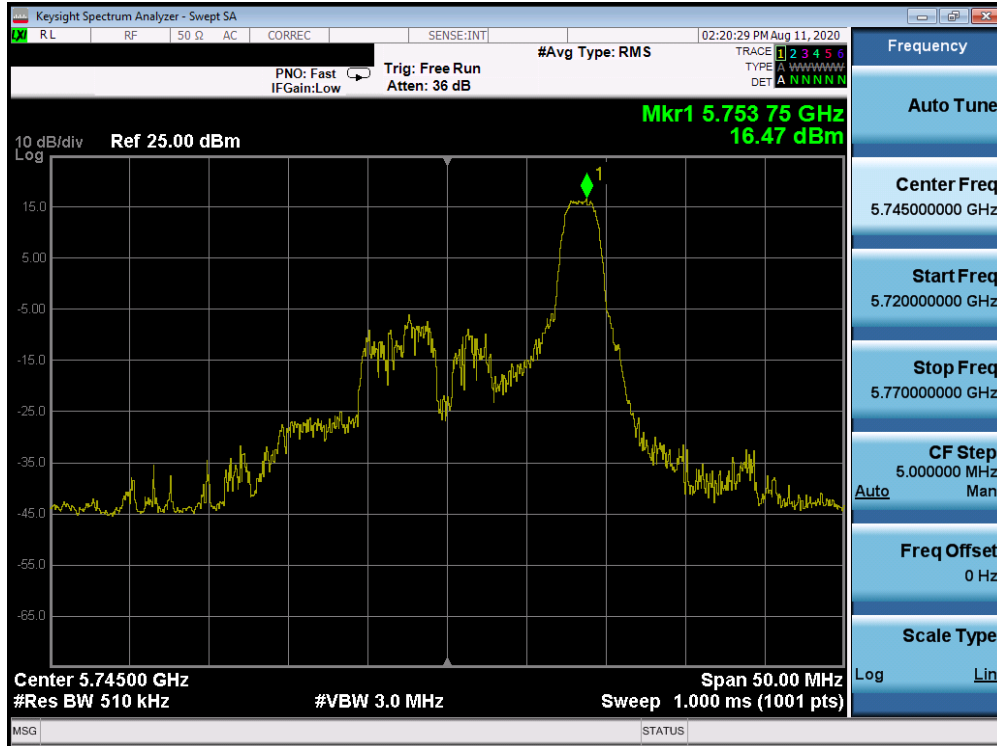 Keysight Spectrum Analyzer - Swept SA
LXI RL RF 50 Ω AC CORREC SENSE:INT 02:20:29 PM Aug 11, 2020
#Avg Type: RMS TRACE 1 2 3 4 5 6
PNO: Fast Trig: Free Run TYPE A WWWWW
IFGain:Low Atten: 36 dB DET A N N N N N
Mkr1 5.753 75 GHz
16.47 dBm
10 dB/div Ref 25.00 dBm
Log
1
15.0
5.00
-5.00
-15.0
-25.0
-35.0
-45.0
-55.0
-65.0
Center 5.74500 GHz Span 50.00 MHz
#Res BW 510 kHz #VBW 3.0 MHz Sweep 1.000 ms (1001 pts)
MSG STATUS
Frequency
Auto Tune
Center Freq
5.745000000 GHz
Start Freq
5.720000000 GHz
Stop Freq
5.770000000 GHz
CF Step
5.000000 MHz
Auto Man
Freq Offset
0 Hz
Scale Type
Log Lin